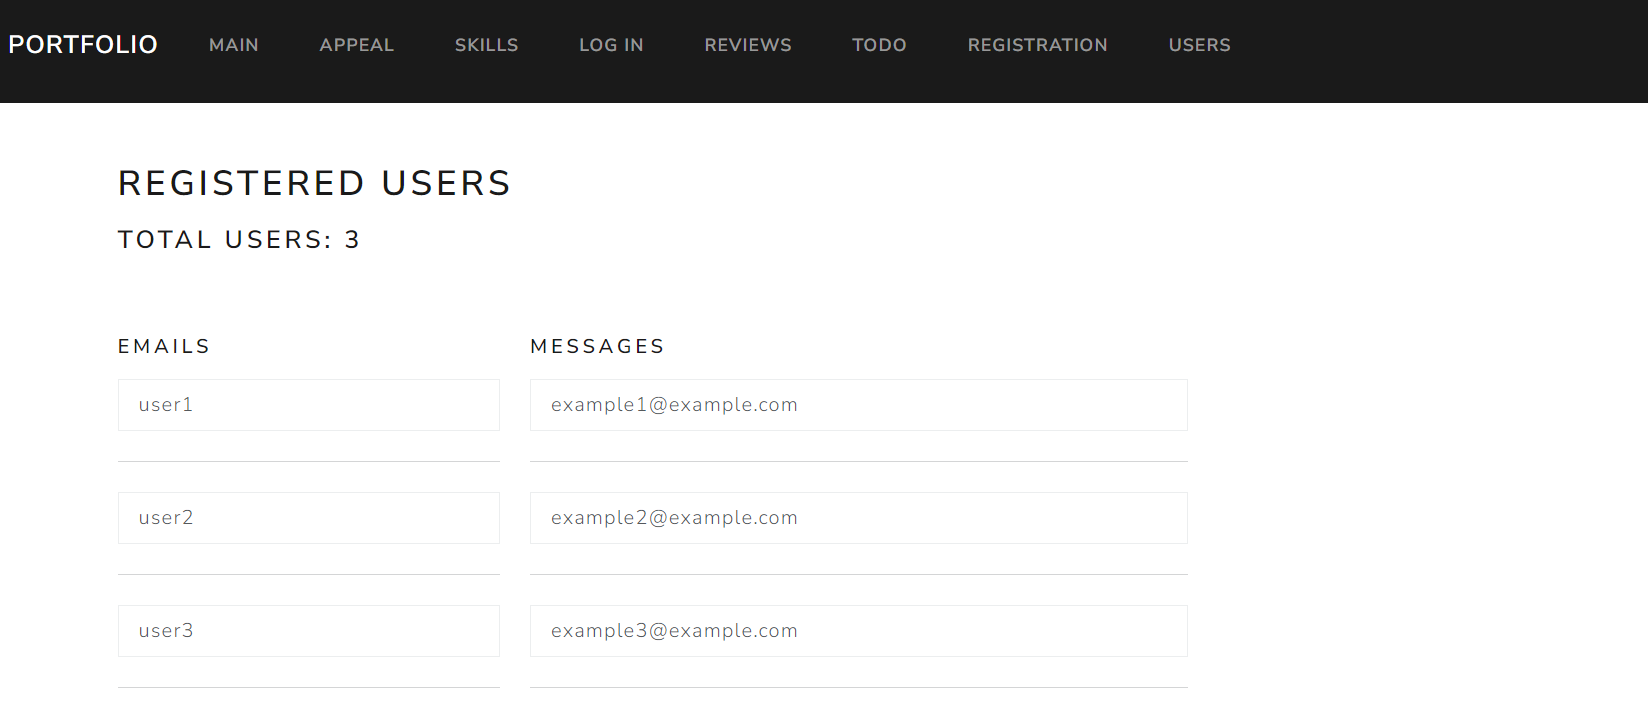 PORTFOLIO MAIN APPEAL SKILLS LOG IN REVIEWS TODO REGISTRATION USERS
REGISTERED USERS
TOTAL USERS: 3
EMAILS MESSAGES
user1 example1@example.com
user2 example2@example.com
user3 example3@example.com